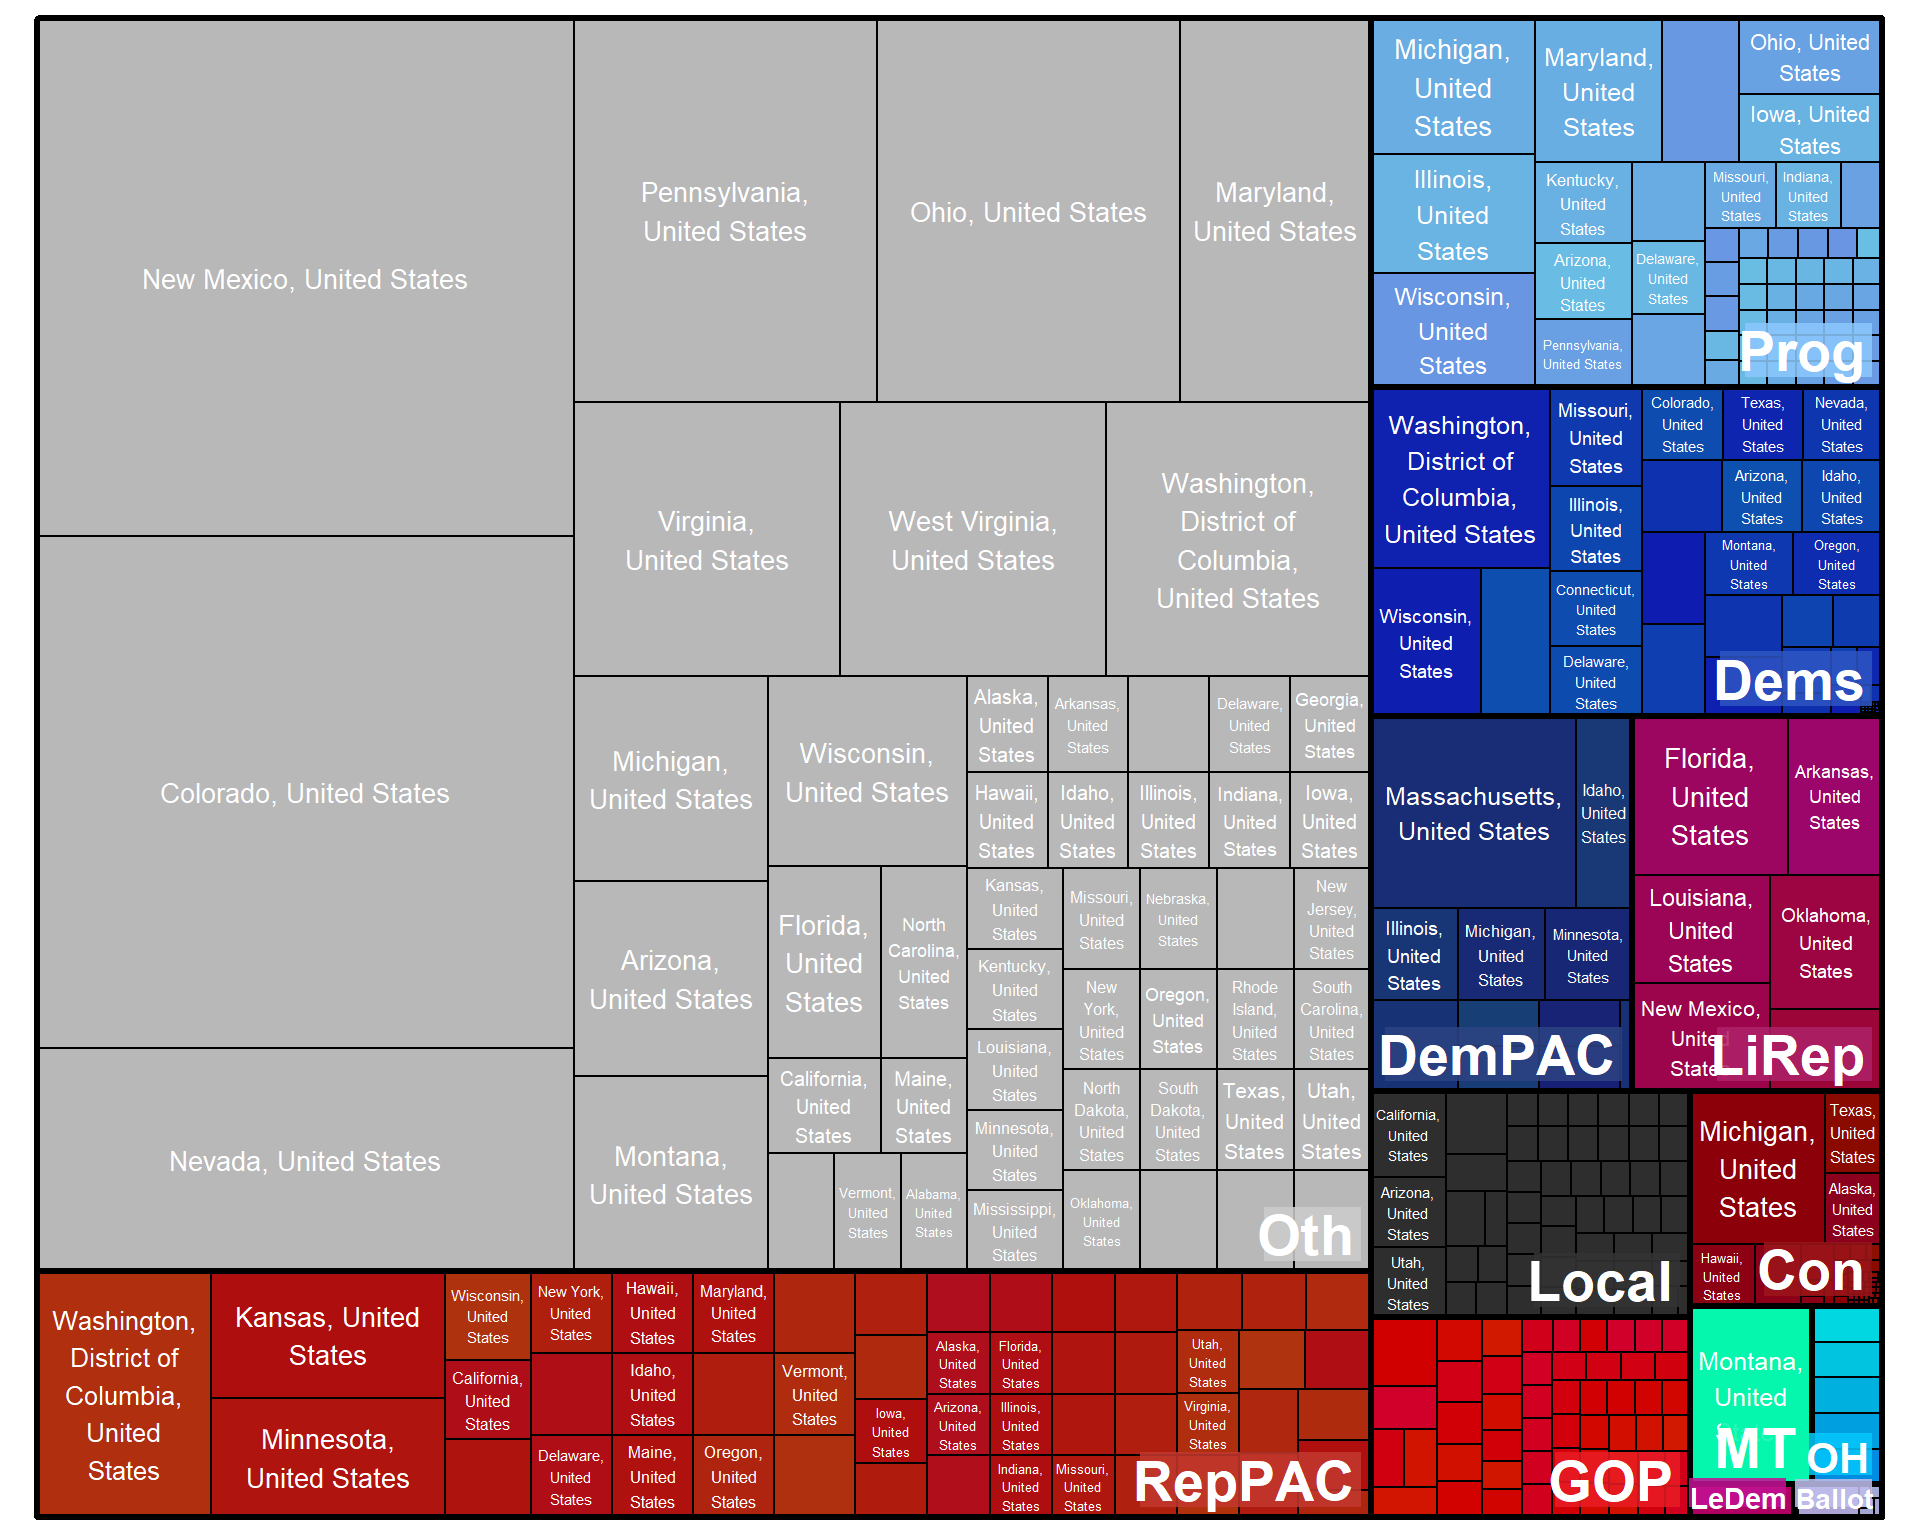 New Mexico, United States
Colorado, United States
Nevada, United States
Pennsylvania,
United States
Ohio, United States
Maryland,
United States
Virginia,
United States
West Virginia,
United States
Washington,
District of
Columbia,
United States
Michigan,
United States
Arizona,
United States
Montana,
United States
Wisconsin,
United States
Florida,
United
States
North
Carolina,
United
States
California,
United
States
Maine,
United
States
Vermont,
United
States
Alabama,
United
States
Alaska,
United
States
Arkansas,
United
States
Delaware,
United
States
Georgia,
United
States
Hawaii,
United
States
Idaho,
United
States
Illinois,
United
States
Indiana,
United
States
Iowa,
United
States
Kansas,
United
States
Kentucky,
United
States
Louisiana,
United
States
Minnesota,
United
States
Mississippi,
United
States
Missouri,
United
States
Nebraska,
United
States
New
Jersey,
United
States
New
York,
United
States
Oregon,
United
States
Rhode
Island,
United
States
South
Carolina,
United
States
North
Dakota,
United
States
South
Dakota,
United
States
Texas,
United
States
Utah,
United
States
Oklahoma,
United
States
Oth
Washington,
District of
Columbia,
United
States
Kansas, United
States
Minnesota,
United States
Wisconsin,
United
States
California,
United
States
New York,
United
States
Delaware,
United
States
Hawaii,
United
States
Idaho,
United
States
Maine,
United
States
Maryland,
United
States
Oregon,
United
States
Vermont,
United
States
Iowa,
United
States
Alaska,
United
States
Arizona,
United
States
Florida,
United
States
Illinois,
United
States
Indiana,
United
States
Missouri,
United
States
Utah,
United
States
Virginia,
United
States
RepPAC
Michigan,
United
States
Illinois,
United
States
Wisconsin,
United
States
Maryland,
United
States
Ohio, United
States
Iowa, United
States
Kentucky,
United
States
Arizona,
United
States
Pennsylvania,
United States
Delaware,
United
States
Missouri,
United
States
Indiana,
United
States
Prog
Washington,
District of
Columbia,
United States
Wisconsin,
United
States
Missouri,
United
States
Illinois,
United
States
Connecticut,
United
States
Delaware,
United
States
Colorado,
United
States
Texas,
United
States
Nevada,
United
States
Arizona,
United
States
Idaho,
United
States
Montana,
United
States
Oregon,
United
States
Dems
Massachusetts,
United States
Idaho,
United
States
Illinois,
United
States
Michigan,
United
States
Minnesota,
United
States
DemPAC
Florida,
United
States
Arkansas,
United
States
Louisiana,
United
States
Oklahoma,
United
States
New Mexico,
United
States
LiRep
California,
United
States
Arizona,
United
States
Utah,
United
States
Local
Michigan,
United
States
Texas,
United
States
Alaska,
United
States
Hawaii,
United
States
Con
GOP
Montana,
United
MT
OH
LeDem
Ballot